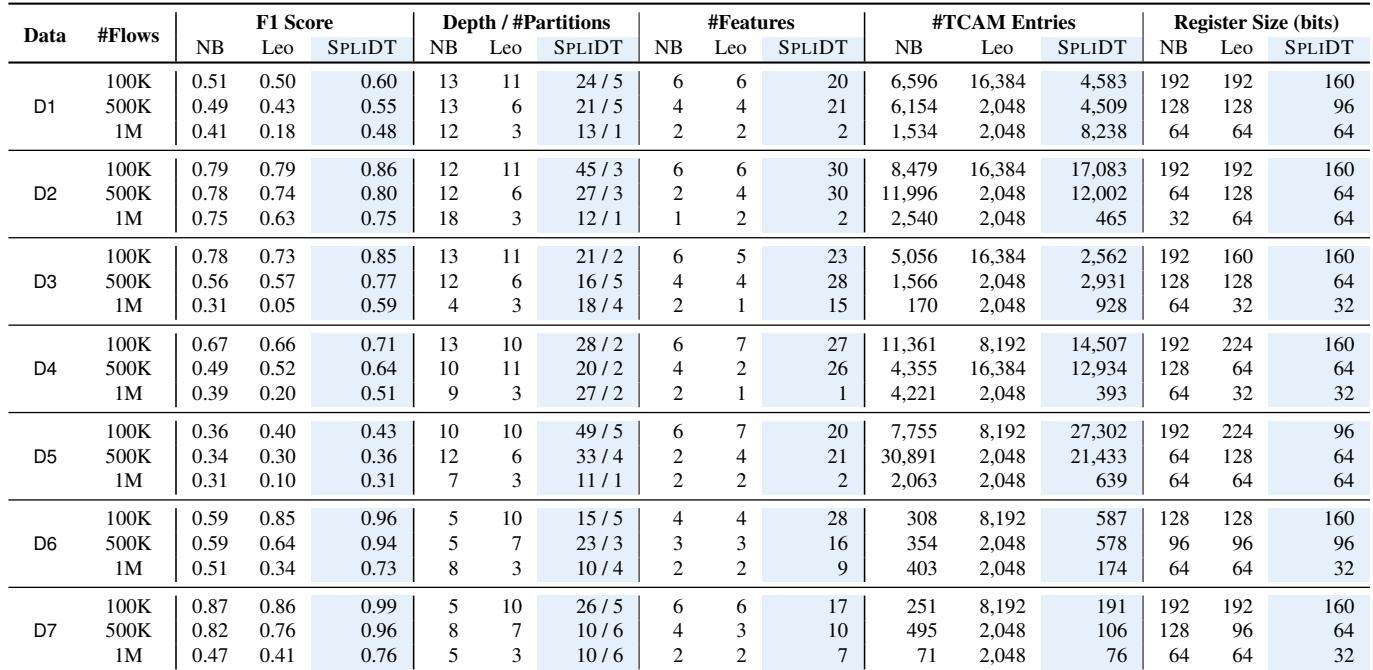 Data #Flows F1 Score Depth / #Partitions #Features #TCAM Entries Register Size (bits)
NB Leo SPLIDT NB Leo SPLIDT NB Leo SPLIDT NB Leo SPLIDT NB Leo SPLIDT
100K 0.51 0.50 0.60 13 11 24 / 5 6 6 20 6,596 16,384 4,583 192 192 160
D1 500K 0.49 0.43 0.55 13 6 21 / 5 4 4 21 6,154 2,048 4,509 128 128 96
1M 0.41 0.18 0.48 12 3 13 / 1 2 2 2 1,534 2,048 8,238 64 64 64
100K 0.79 0.79 0.86 12 11 45 / 3 6 6 30 8,479 16,384 17,083 192 192 160
D2 500K 0.78 0.74 0.80 12 6 27 / 3 2 4 30 11,996 2,048 12,002 64 128 64
1M 0.75 0.63 0.75 18 3 12 / 1 1 2 2 2,540 2,048 465 32 64 64
100K 0.78 0.73 0.85 13 11 21 / 2 6 5 23 5,056 16,384 2,562 192 160 160
D3 500K 0.56 0.57 0.77 12 6 16 / 5 4 4 28 1,566 2,048 2,931 128 128 64
1M 0.31 0.05 0.59 4 3 18 / 4 2 1 15 170 2,048 928 64 32 32
100K 0.67 0.66 0.71 13 10 28 / 2 6 7 27 11,361 8,192 14,507 192 224 160
D4 500K 0.49 0.52 0.64 10 11 20 / 2 4 2 26 4,355 16,384 12,934 128 64 64
1M 0.39 0.20 0.51 9 3 27 / 2 2 1 1 4,221 2,048 393 64 32 32
100K 0.36 0.40 0.43 10 10 49 / 5 6 7 20 7,755 8,192 27,302 192 224 96
D5 500K 0.34 0.30 0.36 12 6 33 / 4 2 4 21 30,891 2,048 21,433 64 128 64
1M 0.31 0.10 0.31 7 3 11 / 1 2 2 2 2,063 2,048 639 64 64 64
100K 0.59 0.85 0.96 5 10 15 / 5 4 4 28 308 8,192 587 128 128 160
D6 500K 0.59 0.64 0.94 5 7 23 / 3 3 3 16 354 2,048 578 96 96 96
1M 0.51 0.34 0.73 8 3 10 / 4 2 2 9 403 2,048 174 64 64 32
100K 0.87 0.86 0.99 5 10 26 / 5 6 6 17 251 8,192 191 192 192 160
D7 500K 0.82 0.76 0.96 8 7 10 / 6 4 3 10 495 2,048 106 128 96 64
1M 0.47 0.41 0.76 5 3 10 / 6 2 2 7 71 2,048 76 64 64 32